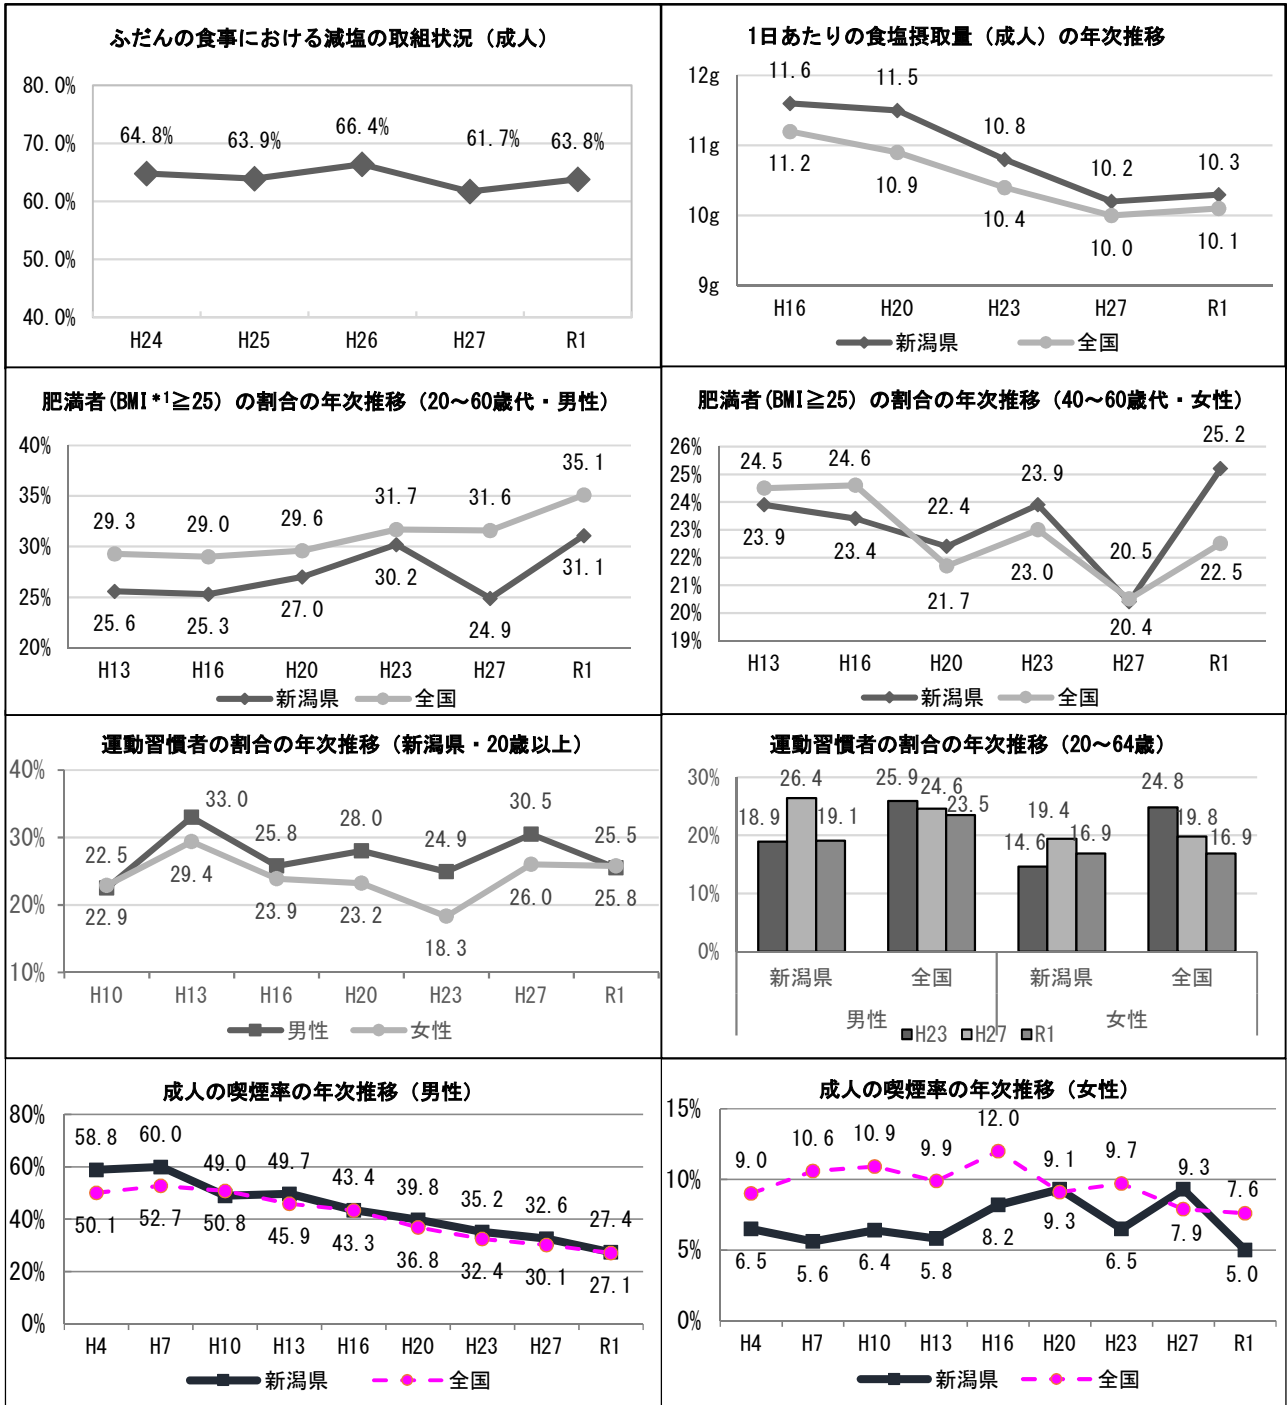 ふだんの食事における減塩の取組状況（成人）
80.0%
70.0%
60.0%
50.0%
40.0%
64.8%
63.9%
66.4%
61.7%
63.8%
H24 H25 H26 H27 R1
1日あたりの食塩摂取量（成人）の年次推移
12g
11g
10g
9g
11.6 11.5 10.8 10.2 10.3
11.2 10.9 10.4 10.0 10.1
H16 H20 H23 H27 R1
新潟県 全国
肥満者(BMI*1≧25）の割合の年次推移（20～60歳代・男性）
40%
35%
30%
25%
20%
29.3 29.0 29.6 31.7 31.6 35.1
25.6 25.3 27.0 30.2 24.9 31.1
H13 H16 H20 H23 H27 R1
新潟県 全国
肥満者(BMI≧25）の割合の年次推移（40～60歳代・女性）
26%
25%
24%
23%
22%
21%
20%
19%
24.5 24.6 22.4 23.9 20.5 25.2
23.9 23.4 21.7 23.0 20.4 22.5
H13 H16 H20 H23 H27 R1
新潟県 全国
運動習慣者の割合の年次推移（新潟県・20歳以上）
40%
30%
20%
10%
22.5 33.0 25.8 28.0 24.9 30.5 25.5
22.9 29.4 23.9 23.2 18.3 26.0 25.8
H10 H13 H16 H20 H23 H27 R1
男性 女性
運動習慣者の割合の年次推移（20～64歳）
30%
20%
10%
0%
18.9 26.4 19.1 25.9 24.6 23.5 14.6 19.4 16.9 24.8 19.8 16.9
新潟県 全国 新潟県 全国
男性 女性
H23 H27 R1
成人の喫煙率の年次推移（男性）
80%
60%
40%
20%
0%
58.8 60.0 49.0 49.7 43.4 39.8 35.2 32.6 27.4
50.1 52.7 50.8 45.9 43.3 36.8 32.4 30.1 27.1
H4 H7 H10 H13 H16 H20 H23 H27 R1
新潟県 全国
成人の喫煙率の年次推移（女性）
15%
10%
5%
0%
9.0 10.6 10.9 9.9 12.0 9.1 9.7 9.3 7.6
6.5 5.6 6.4 5.8 8.2 9.3 6.5 7.9 5.0
H4 H7 H10 H13 H16 H20 H23 H27 R1
新潟県 全国